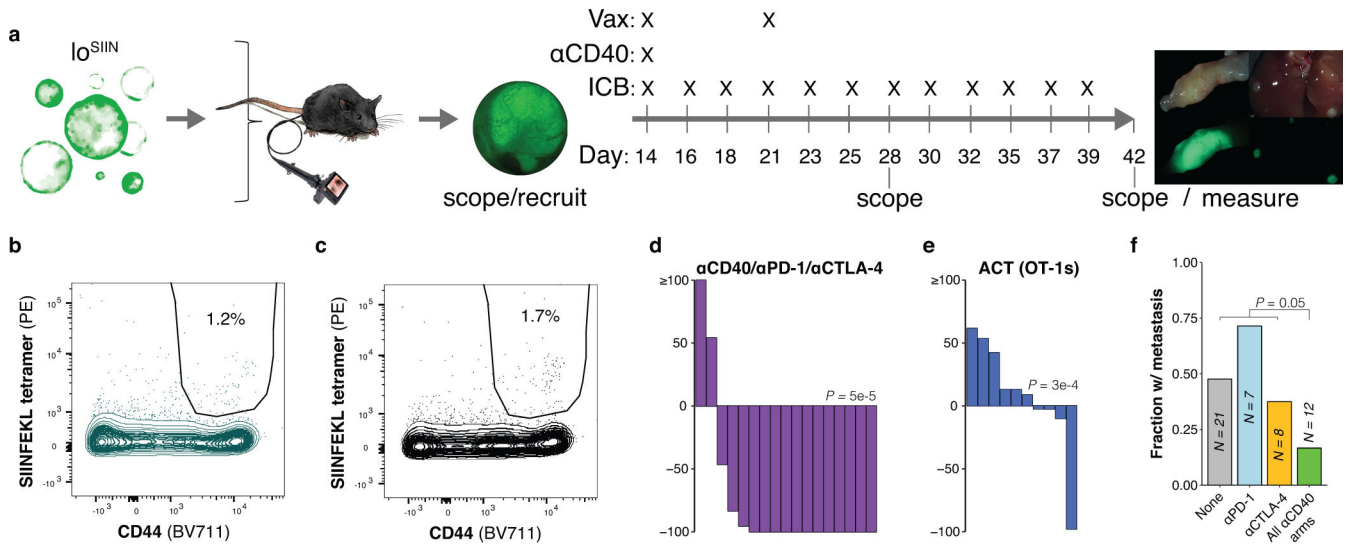 a
lo^SIIN
scope/recruit
Vax: X X
αCD40: X
ICB: X X X X X X X X X X X
Day: 14 16 18 21 23 25 28 30 32 35 37 39 42
scope
scope / measure
b
SIINFEKL tetramer (PE)
10^5
10^4
10^3
0
-10^3
1.2%
-10^3 0 10^3 10^4
CD44 (BV711)
c
SIINFEKL tetramer (PE)
10^5
10^4
10^3
0
-10^3
1.7%
-10^3 0 10^3 10^4
CD44 (BV711)
d
αCD40/αPD-1/αCTLA-4
≥100
50
0
−50
−100
P = 5e-5
e
ACT (OT-1s)
≥100
50
0
−50
−100
P = 3e-4
f
Fraction w/ metastasis
1.00
0.75
0.50
0.25
0.00
P = 0.05
N = 21
N = 7
N = 8
N = 12
None
αPD-1
αCTLA-4
All αCD40
arms